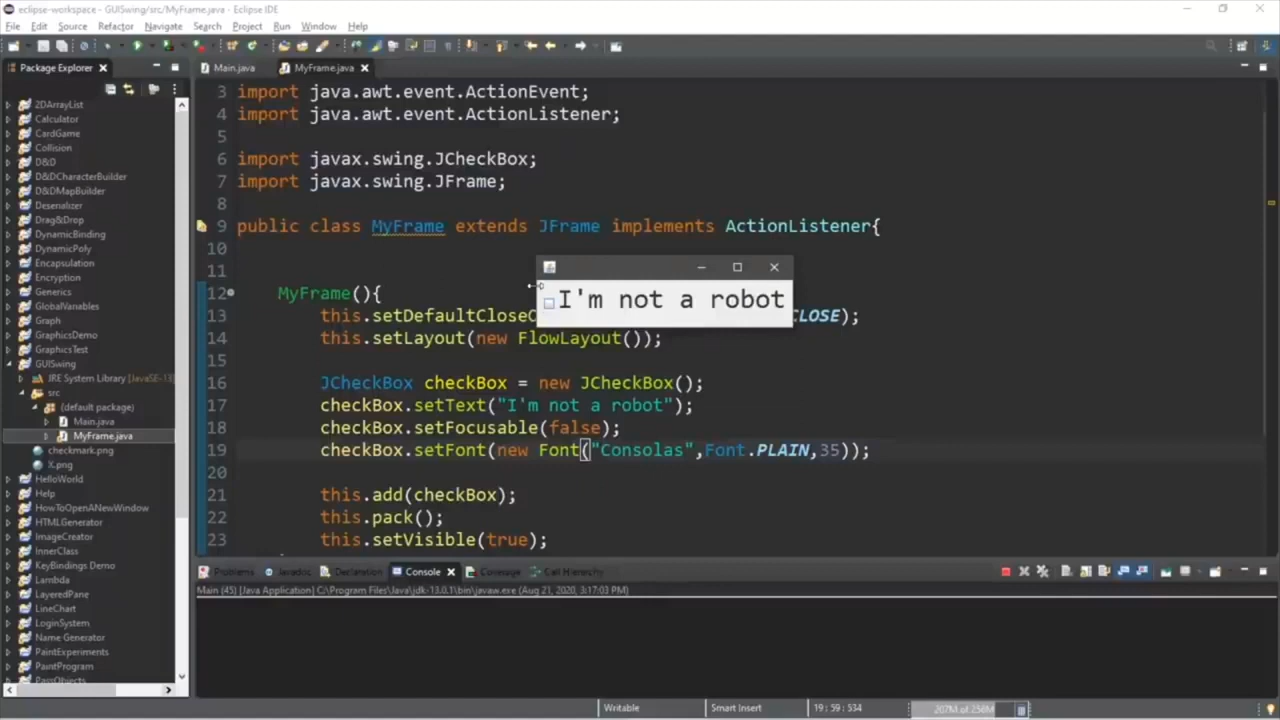 eclipse-workspace - GUISwing/src/MyFrame.java - Eclipse IDE
File Edit Source Refactor Navigate Search Project Run Window Help
Package Explorer
Main.java
MyFrame.java
2DArrayList
Calculator
CardGame
Collision
D&D
D&DCharacterBuilder
D&DMapBuilder
Deserializer
Drag&Drop
DynamicBinding
DynamicPoly
Encapsulation
Encryption
Generics
GlobalVariables
Graph
GraphicsDemo
GraphicsTest
GUISwing
JRE System Library [JavaSE-13]
src
(default package)
Main.java
MyFrame.java
checkmark.png
X.png
HelloWorld
Help
HowToOpenANewWindow
HTMLGenerator
ImageCreator
InnerClass
KeyBindings Demo
Lambda
LayeredPane
LineChart
LoginSystem
Name Generator
PaintExperiments
PaintProgram
PassObjects
3 import java.awt.event.ActionEvent;
4 import java.awt.event.ActionListener;
5
6 import javax.swing.JCheckBox;
7 import javax.swing.JFrame;
8
9 public class MyFrame extends JFrame implements ActionListener{
10
11
12 MyFrame(){
13 this.setDefaultClose CLOSE);
14 this.setLayout(new FlowLayout());
15
16 JCheckBox checkBox = new JCheckBox();
17 checkBox.setText("I'm not a robot");
18 checkBox.setFocusable(false);
19 checkBox.setFont(new Font("Consolas",Font.PLAIN,35));
20
21 this.add(checkBox);
22 this.pack();
23 this.setVisible(true);
I'm not a robot
Problems Javadoc Declaration Console Coverage Call Hierarchy
Main (45) [Java Application] C:\Program Files\Java\jdk-13.0.1\bin\javaw.exe (Aug 21, 2020, 3:17:03 PM)
Writable Smart Insert 19 : 59 : 534 207M of 256M